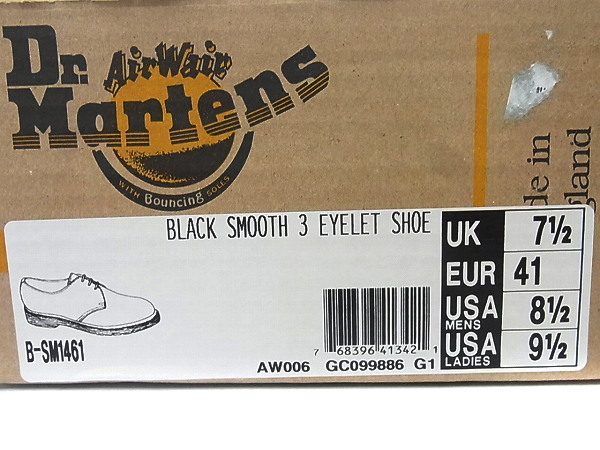 Dr.
AirWair
Martens
WITH Bouncing SOLES
de in
gland
BLACK SMOOTH 3 EYELET SHOE
B-SM1461
7 68396 41342 1
AW006 GC099886 G1
UK 7½
EUR 41
USA MENS 8½
USA LADIES 9½